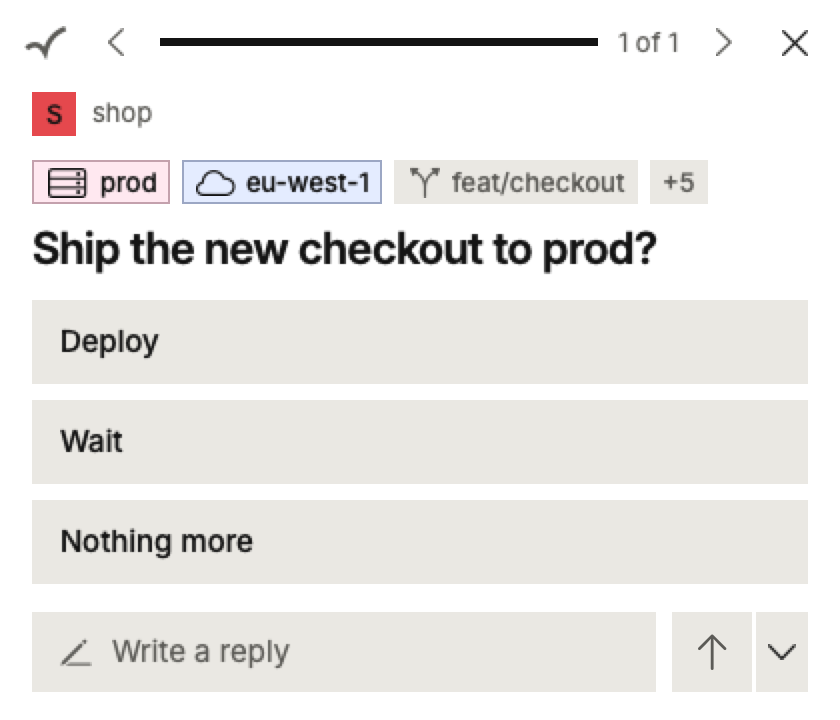 1 of 1
S shop
prod eu-west-1 feat/checkout +5
Ship the new checkout to prod?
Deploy
Wait
Nothing more
Write a reply